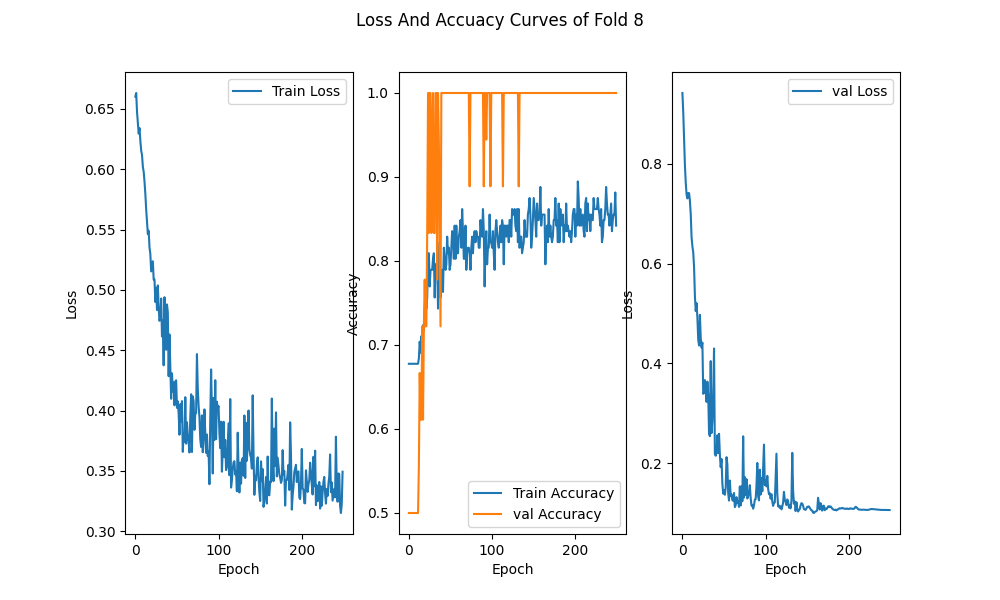 Loss And Accuacy Curves of Fold 8
Train Loss
0.65
0.60
0.55
0.50
0.45
0.40
0.35
0.30
Loss
0
200
Epoch
1.0
0.9
0.8
0.7
0.6
0.5
Accuracy
Train Accuracy
val Accuracy
0
100
200
Epoch
val Loss
0.8
0.6
0.4
0.2
Loss
0
100
200
Epoch